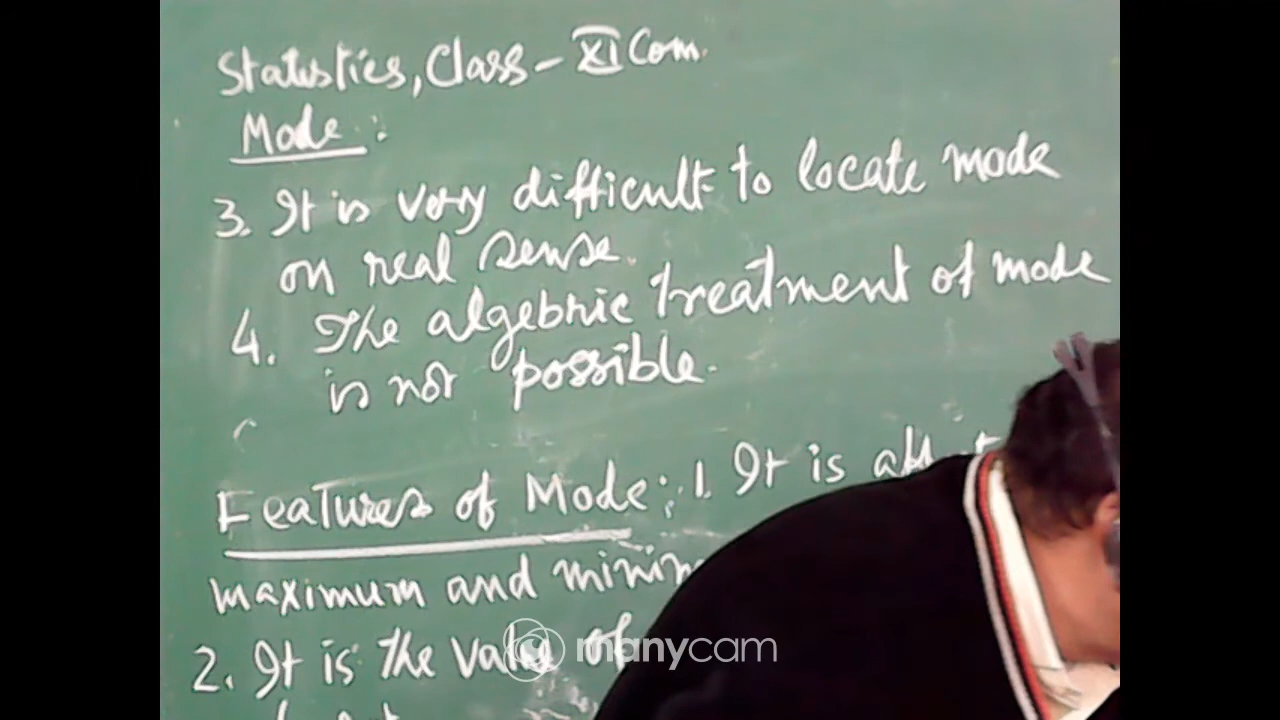 Statistics, Class - XI Com.
Mode :
3. It is very difficult to locate mode
on real sense.
4. The algebric treatment of mode
is not possible.
Features of Mode : 1. It is
maximum and
2. It is the value of
manycam